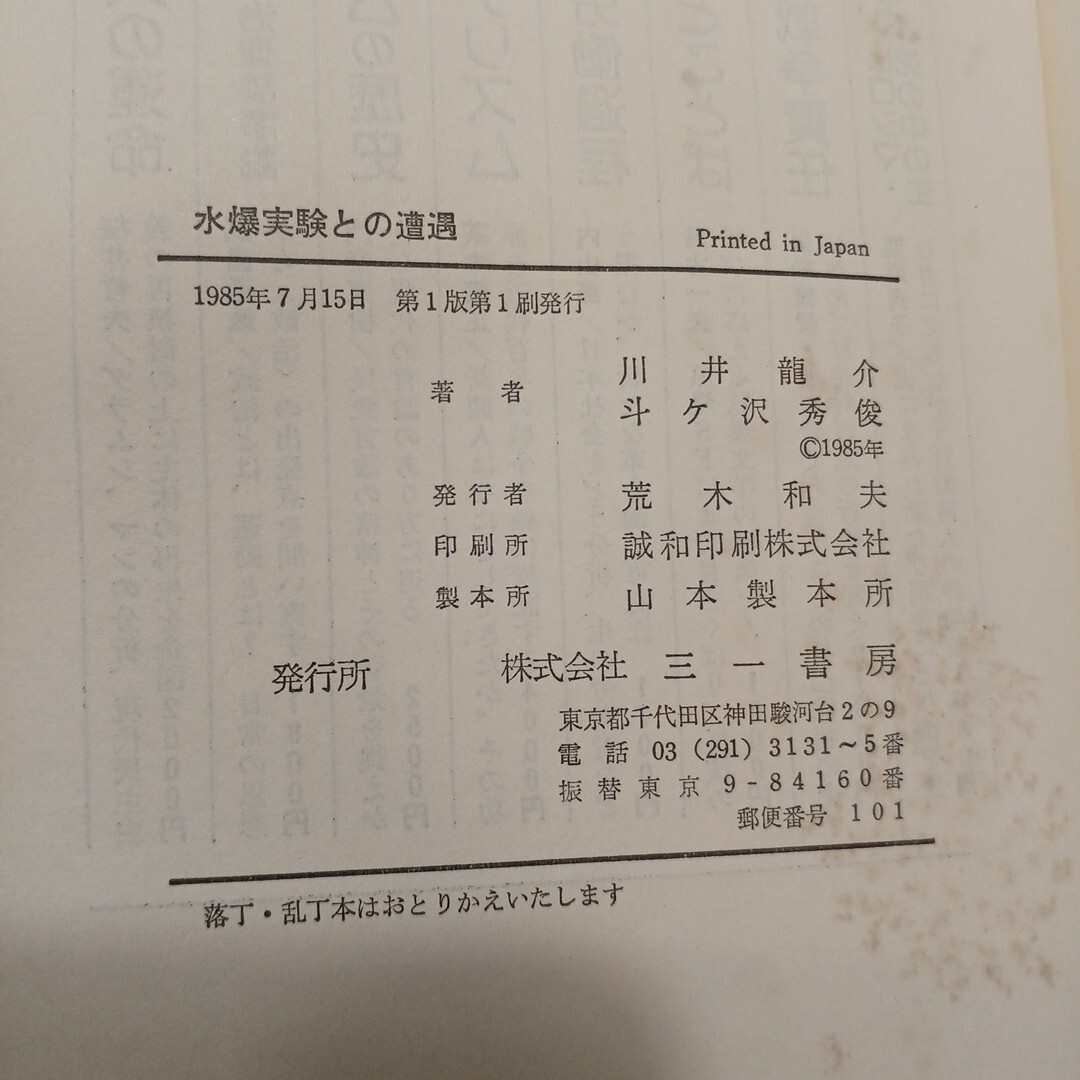 水爆実験との遭遇 Printed in Japan
1985年7月15日 第1版第1刷発行
著者 川井龍介
斗ケ沢秀俊
©1985年
発行者 荒木和夫
印刷所 誠和印刷株式会社
製本所 山本製本所
発行所 株式会社 三一書房
東京都千代田区神田駿河台2の9
電話 03 (291) 3131～5番
振替東京 9-84160番
郵便番号 101
落丁・乱丁本はおとりかえいたします